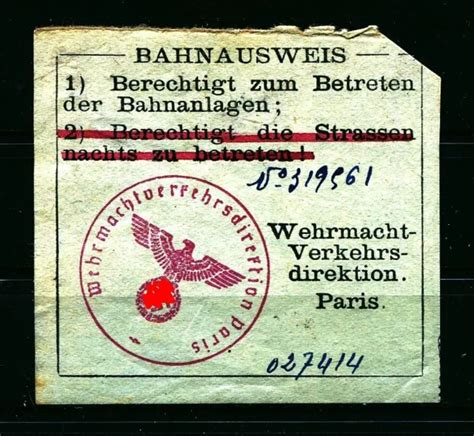 BAHNAUSWEIS
1) Berechtigt zum Betreten
der Bahnanlagen;
2) Berechtigt die Strassen
nachts zu betreten!
No 319561
Wehrmacht-
Verkehrs-
direktion.
Paris.
Wehrmachtverkehrsdirektion Paris
4
027414